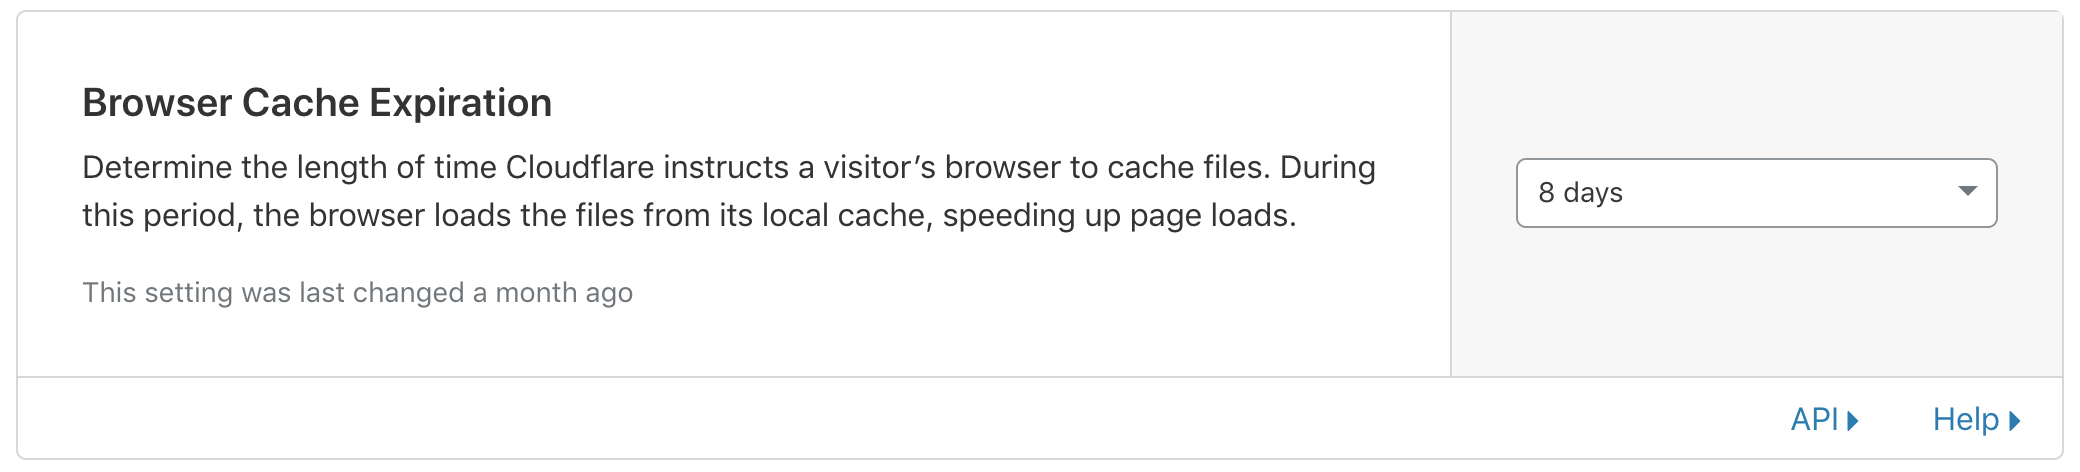 Browser Cache Expiration
Determine the length of time Cloudflare instructs a visitor’s browser to cache files. During
this period, the browser loads the files from its local cache, speeding up page loads.
This setting was last changed a month ago
8 days
API
Help